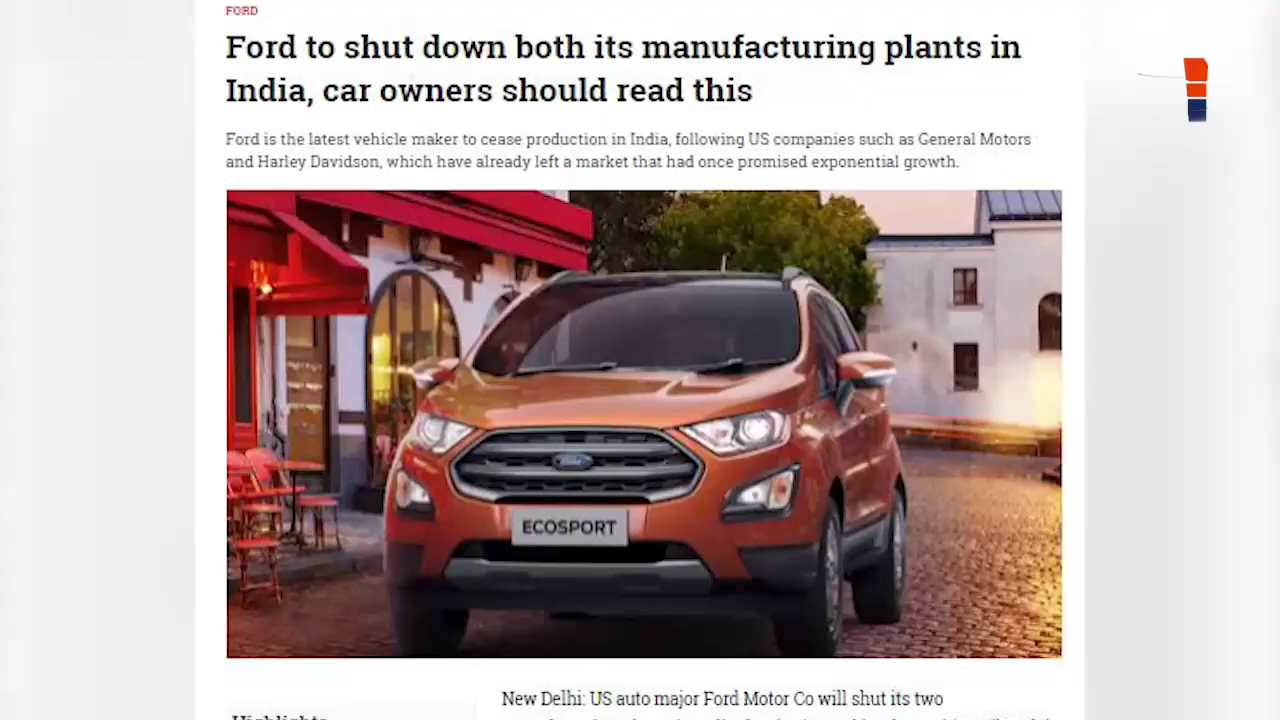 FORD
Ford to shut down both its manufacturing plants in
India, car owners should read this
Ford is the latest vehicle maker to cease production in India, following US companies such as General Motors
and Harley Davidson, which have already left a market that had once promised exponential growth.
Ford
ECOSPORT
New Delhi: US auto major Ford Motor Co will shut its two
Highlights